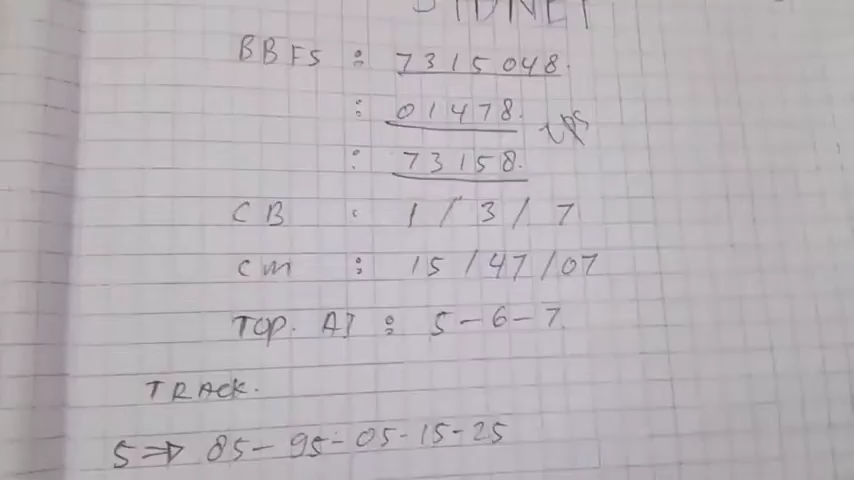 SYDNEY
BBFS : 7315048.
: 01478.
: 73158.
CB : 1 / 3 / 7
CM : 15 / 47 / 07
TOP. AI : 5-6-7
TRACK.
5 ⇒ 85-95-05-15-25